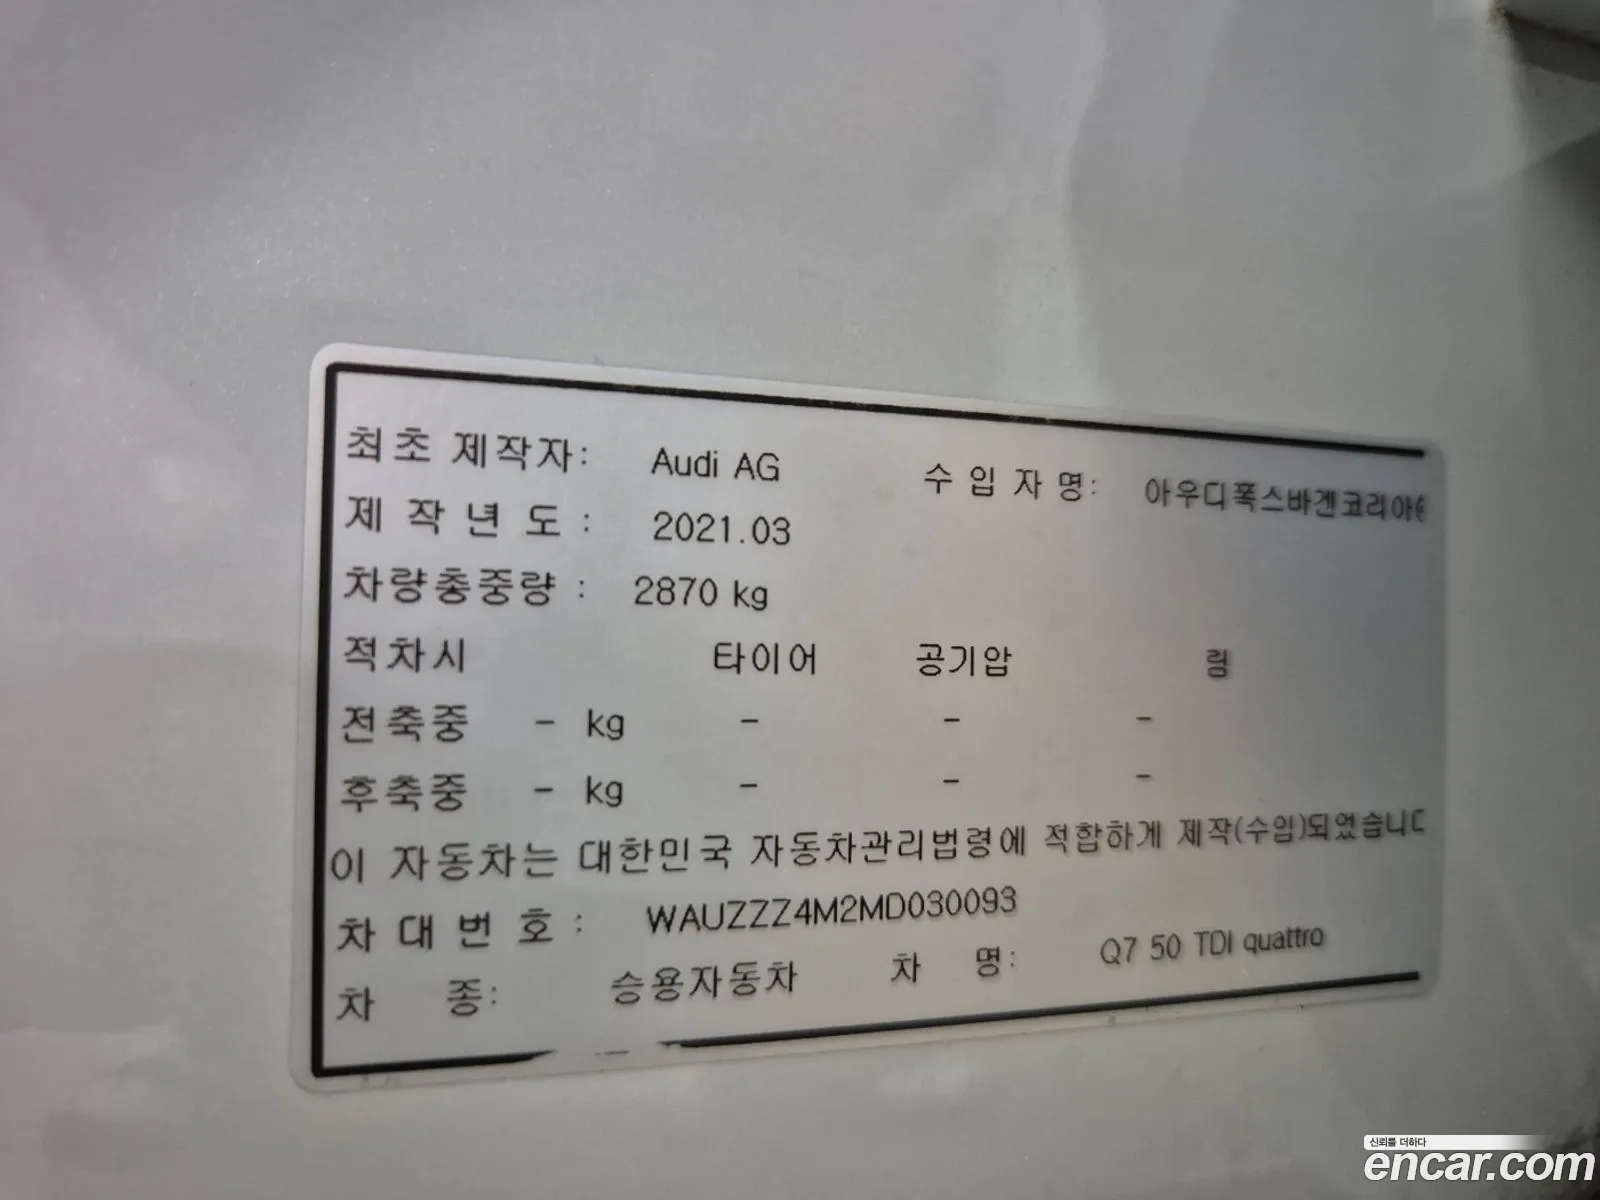 최초 제작자: Audi AG 수 입 자 명: 아우디폭스바겐코리아
제 작 년 도 : 2021.03
차량총중량 : 2870 kg
적차시 타이어 공기압 림
전축중 - kg - - -
후축중 - kg - - -
이 자동차는 대한민국 자동차관리법령에 적합하게 제작(수입)되었습니다
차 대 번 호 : WAUZZZ4M2MD030093
차 종: 승용자동차 차 명: Q7 50 TDI quattro
신뢰를 더하다
encar.com